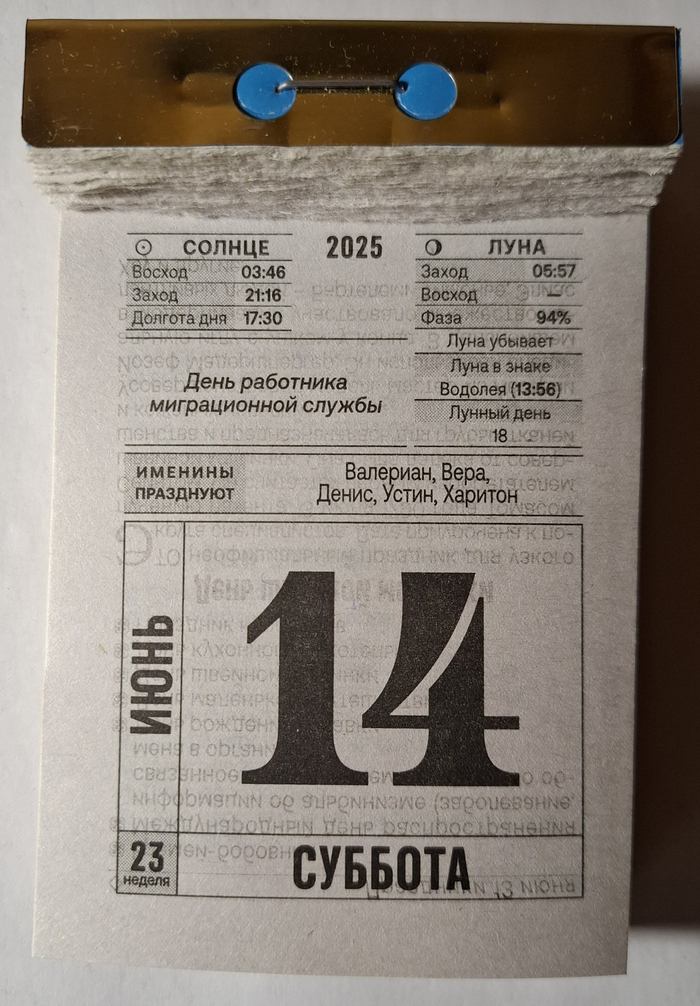 СОЛНЦЕ
Восход 03:46
Заход 21:16
Долгота дня 17:30
2025
ЛУНА
Заход 05:57
Восход —
Фаза 94%
Луна убывает
Луна в знаке
Водолея (13:56)
Лунный день
18
День работника
миграционной службы
ИМЕНИНЫ
ПРАЗДНУЮТ
Валериан, Вера,
Денис, Устин, Харитон
ИЮНЬ
14
23
неделя
СУББОТА